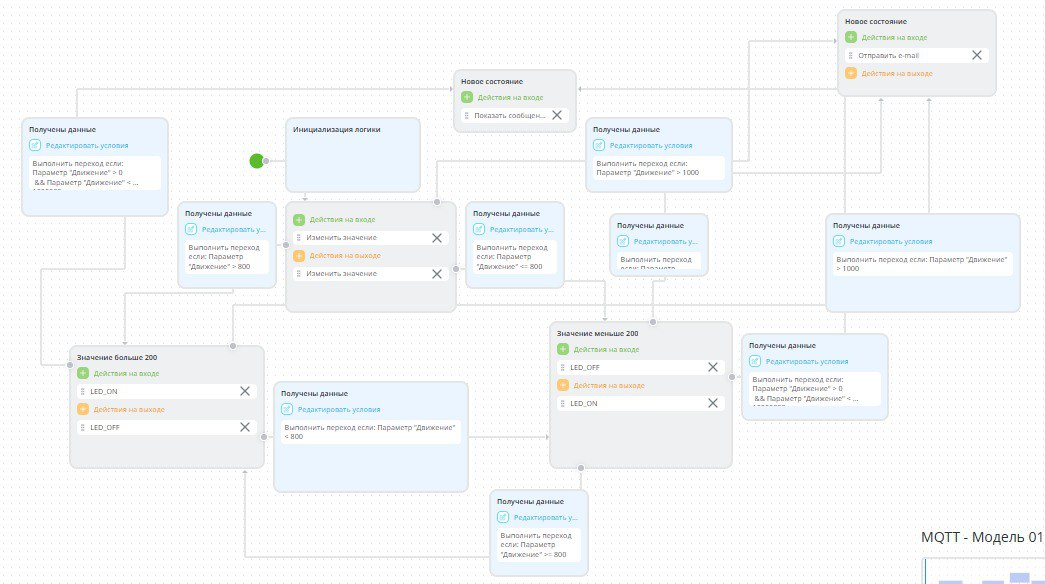 Новое состояние
Действия на входе
Отправить e-mail
Действия на выходе
Новое состояние
Действия на входе
Показать сообщен...
Получены данные
Редактировать условия
Выполнить переход если:
Параметр "Движение" > 0
&& Параметр "Движение" < ...
Инициализация логики
Получены данные
Редактировать условия
Выполнить переход если:
Параметр "Движение" > 1000
Получены данные
Редактировать у...
Выполнить переход
если: Параметр
"Движение" > 800
Действия на входе
Изменить значение
Действия на выходе
Изменить значение
Получены данные
Редактировать у...
Выполнить переход
если: Параметр
"Движение" <= 800
Получены данные
Редактировать у...
Выполнить переход
если: Параметр
Получены данные
Редактировать условия
Выполнить переход если: Параметр "Движение"
> 1000
Значение больше 200
Действия на входе
LED_ON
Действия на выходе
LED_OFF
Получены данные
Редактировать условия
Выполнить переход если: Параметр "Движение"
< 800
Значение меньше 200
Действия на входе
LED_OFF
Действия на выходе
LED_ON
Получены данные
Редактировать условия
Выполнить переход если:
Параметр "Движение" > 0
&& Параметр "Движение" < ...
Получены данные
Редактировать у...
Выполнить переход
если: Параметр
"Движение" >= 800
MQTT - Модель 01